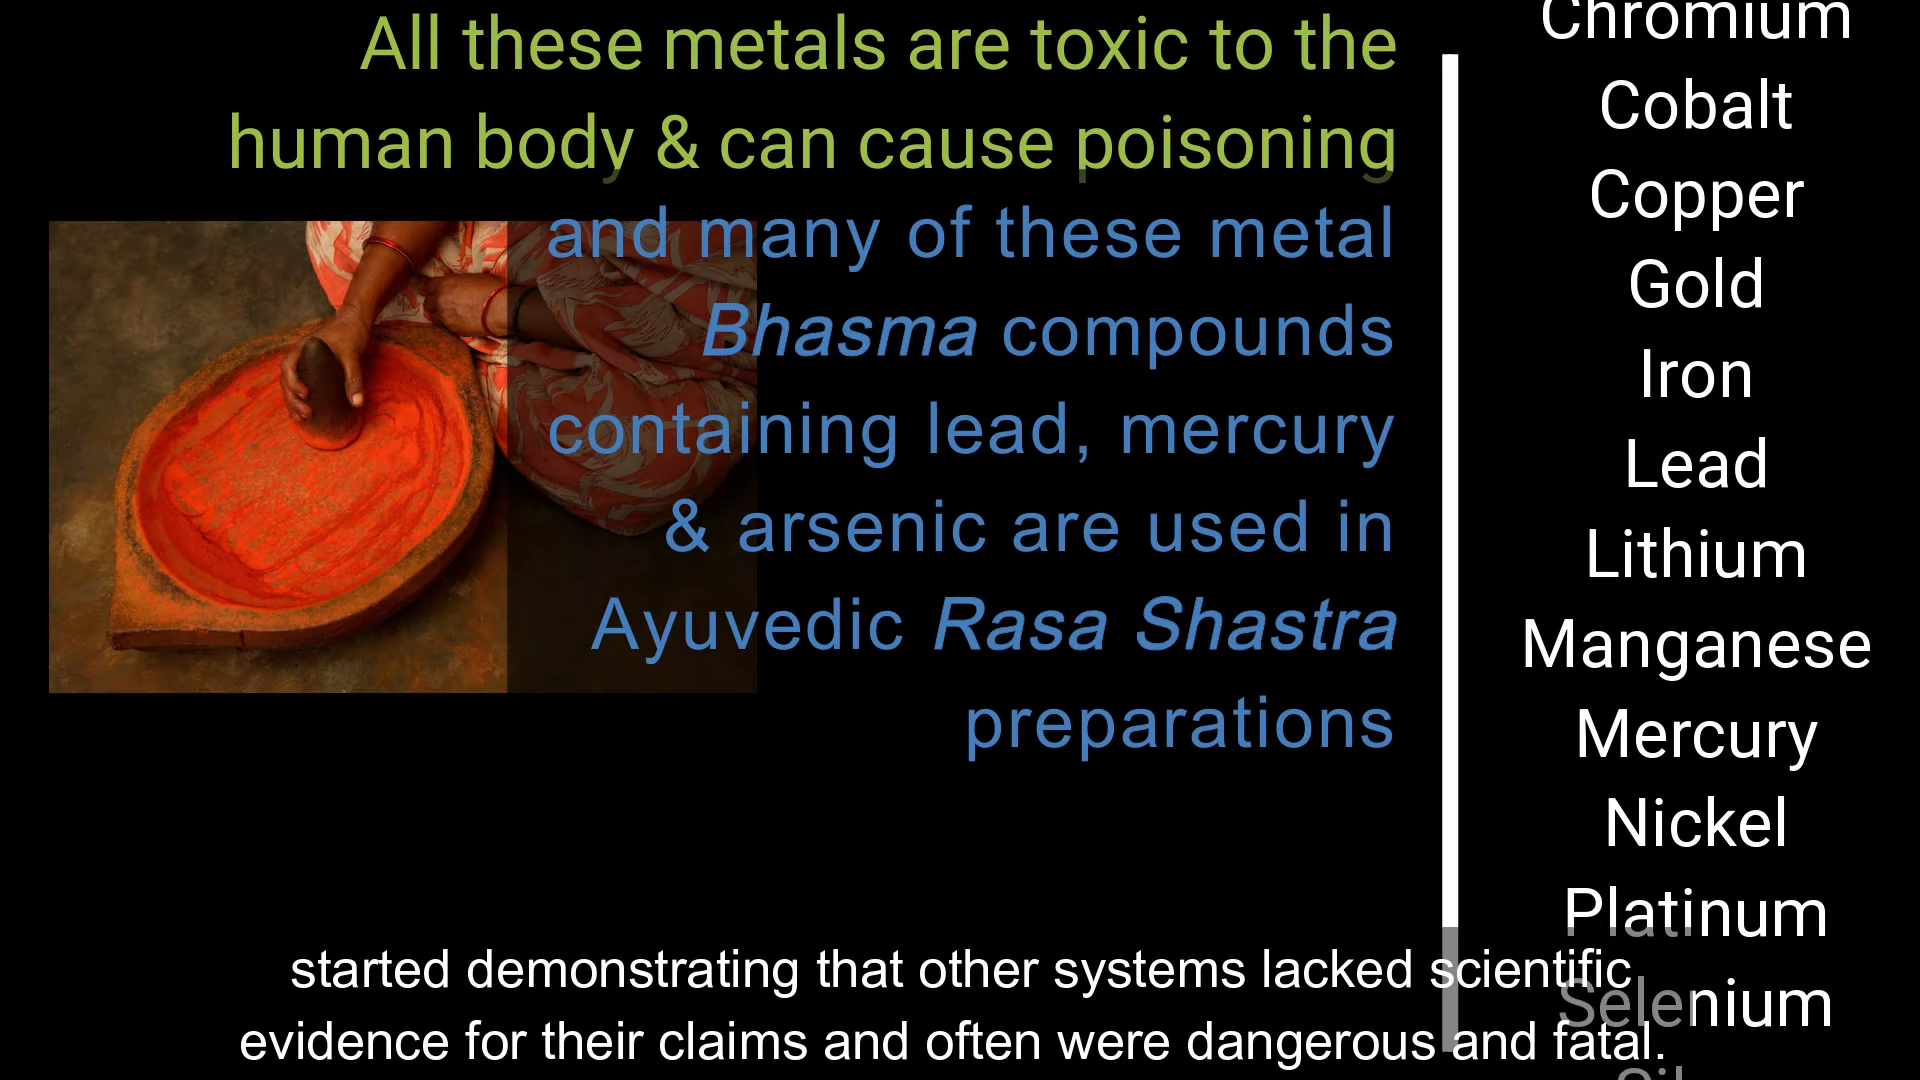 All these metals are toxic to the
human body & can cause poisoning
and many of these metal
Bhasma compounds
containing lead, mercury
& arsenic are used in
Ayuvedic Rasa Shastra
preparations
Chromium
Cobalt
Copper
Gold
Iron
Lead
Lithium
Manganese
Mercury
Nickel
Platinum
Selenium
started demonstrating that other systems lacked scientific
evidence for their claims and often were dangerous and fatal.